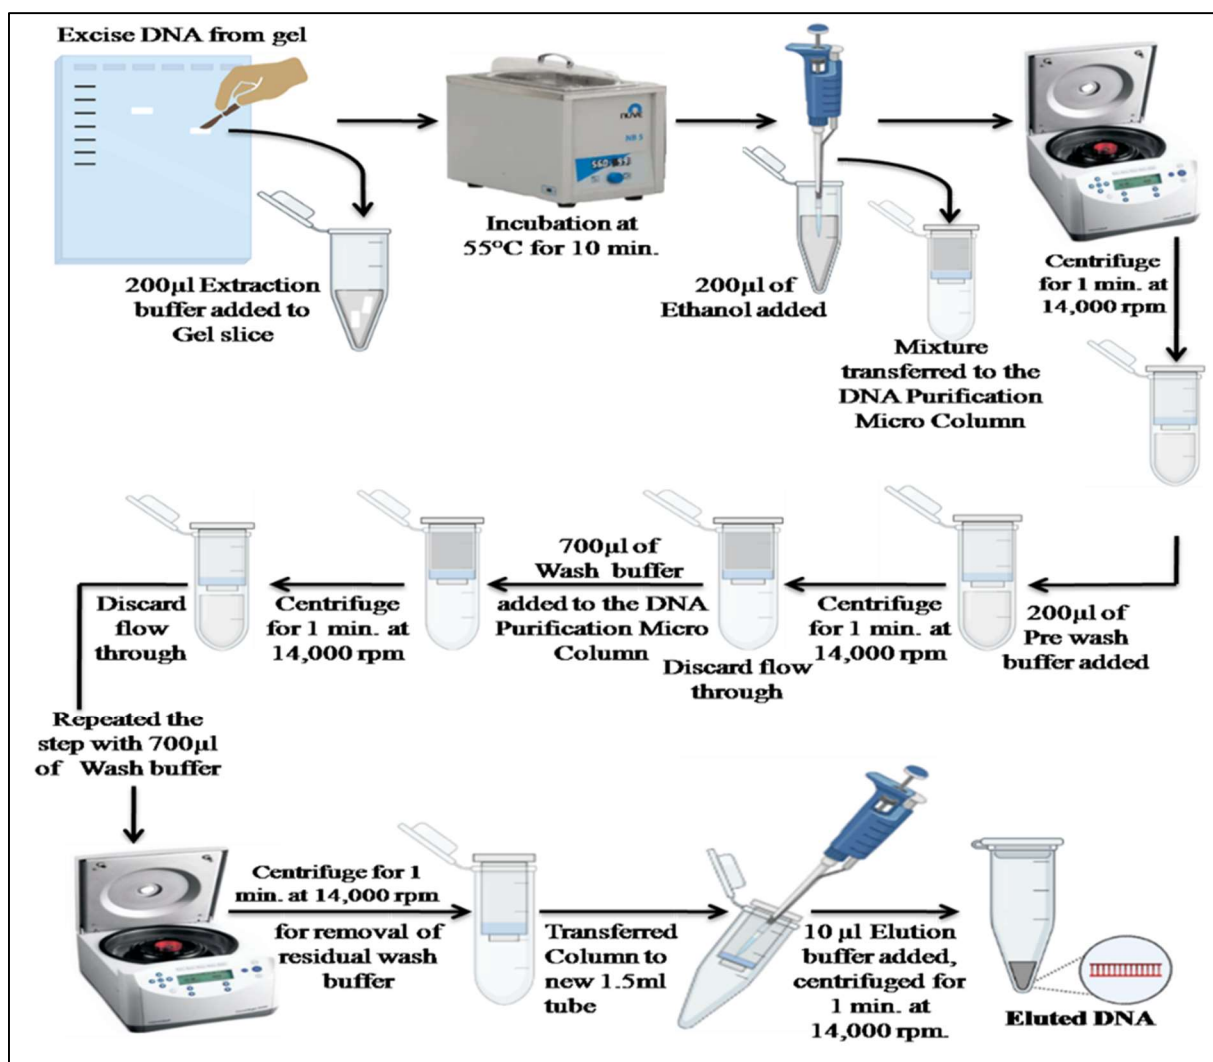 Excise DNA from gel
200µl Extraction
buffer added to
Gel slice
nüve
NB 5
Incubation at
55°C for 10 min.
200µl of
Ethanol added
Mixture
transferred to the
DNA Purification
Micro Column
Centrifuge
for 1 min. at
14,000 rpm
200µl of
Pre wash
buffer added
Centrifuge
for 1 min. at
14,000 rpm
Discard flow
through
700µl of
Wash buffer
added to the DNA
Purification Micro
Column
Centrifuge
for 1 min. at
14,000 rpm
Discard
flow
through
Repeated the
step with 700µl
of Wash buffer
Centrifuge for 1
min. at 14,000 rpm
for removal of
residual wash
buffer
Transferred
Column to
new 1.5ml
tube
10 µl Elution
buffer added,
centrifuged for
1 min. at
14,000 rpm.
Eluted DNA